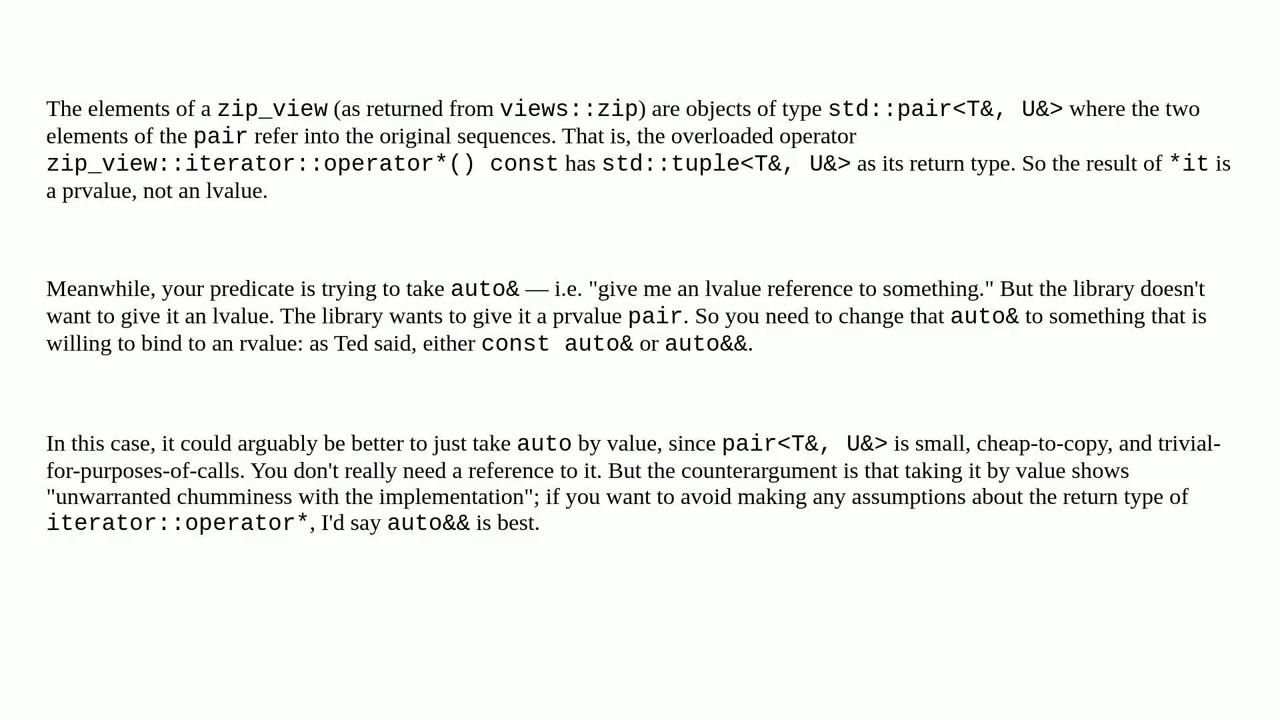 The elements of a zip_view (as returned from views::zip) are objects of type std::pair<T&, U&> where the two
elements of the pair refer into the original sequences. That is, the overloaded operator
zip_view::iterator::operator*() const has std::tuple<T&, U&> as its return type. So the result of *it is
a prvalue, not an lvalue.
Meanwhile, your predicate is trying to take auto& — i.e. "give me an lvalue reference to something." But the library doesn't
want to give it an lvalue. The library wants to give it a prvalue pair. So you need to change that auto& to something that is
willing to bind to an rvalue: as Ted said, either const auto& or auto&&.
In this case, it could arguably be better to just take auto by value, since pair<T&, U&> is small, cheap-to-copy, and trivial-
for-purposes-of-calls. You don't really need a reference to it. But the counterargument is that taking it by value shows
"unwarranted chumminess with the implementation"; if you want to avoid making any assumptions about the return type of
iterator::operator*, I'd say auto&& is best.